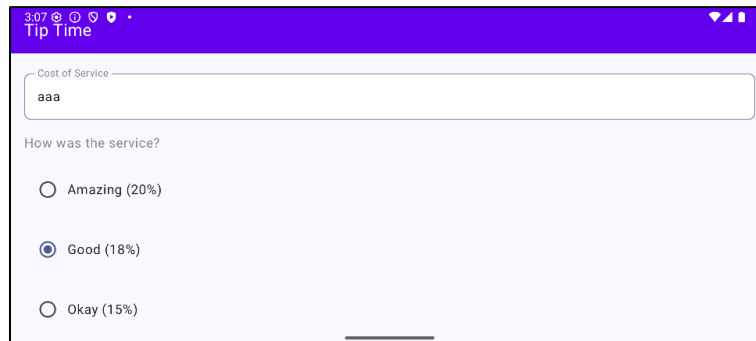 3:07
Tip Time
Cost of Service
aaa
How was the service?
Amazing (20%)
Good (18%)
Okay (15%)